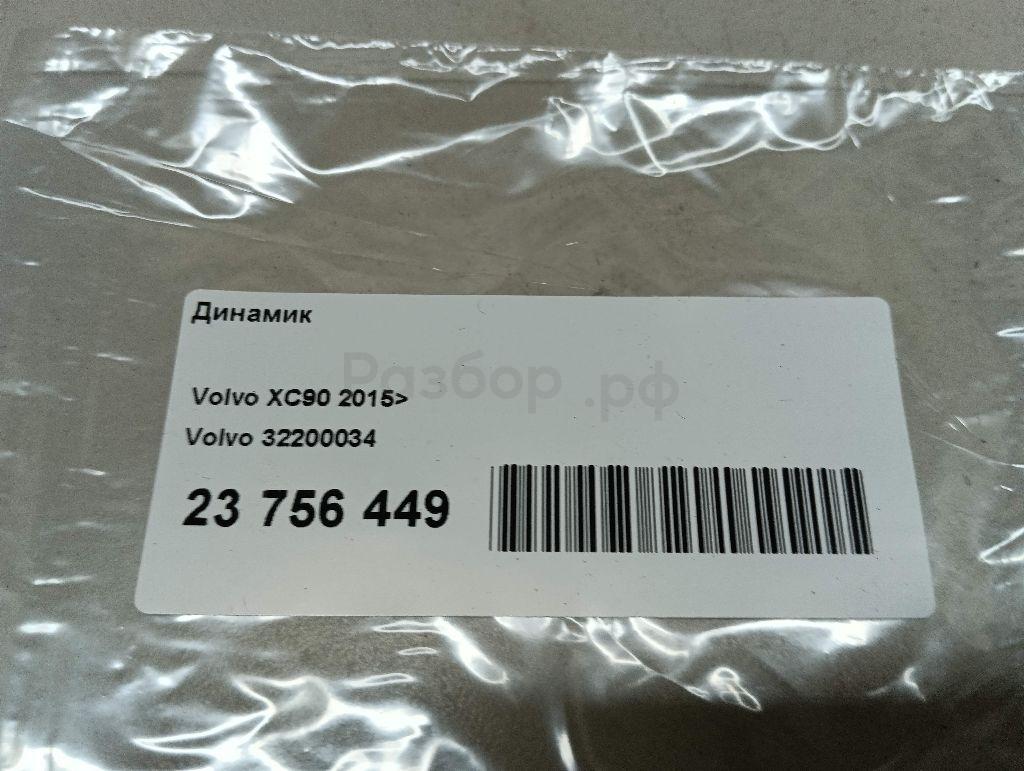 Динамик
Разбор.рф
Volvo XC90 2015>
Volvo 32200034
23 756 449